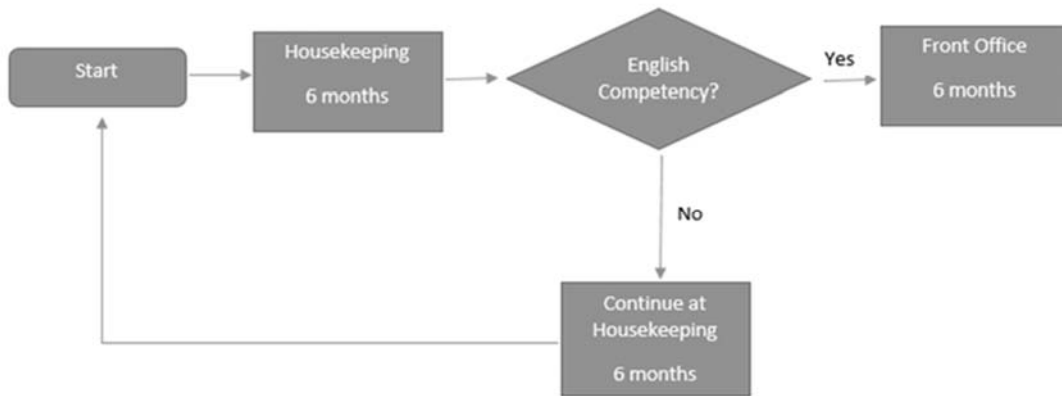 Start
Housekeeping
6 months
English
Competency?
Yes
Front Office
6 months
No
Continue at
Housekeeping
6 months